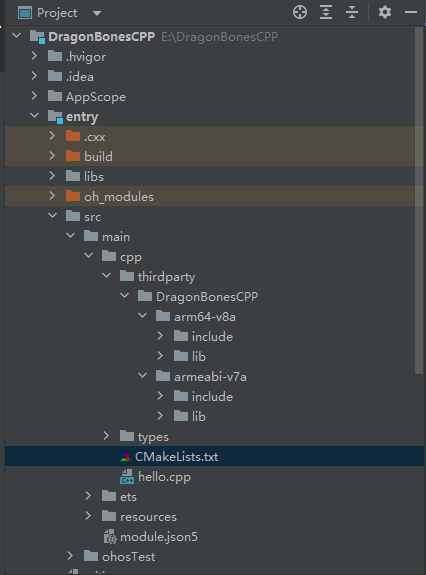 Project
DragonBonesCPP E:\DragonBonesCPP
.hvigor
.idea
AppScope
entry
.cxx
build
libs
oh_modules
src
main
cpp
thirdparty
DragonBonesCPP
arm64-v8a
include
lib
armeabi-v7a
include
lib
types
CMakeLists.txt
hello.cpp
ets
resources
module.json5
ohosTest